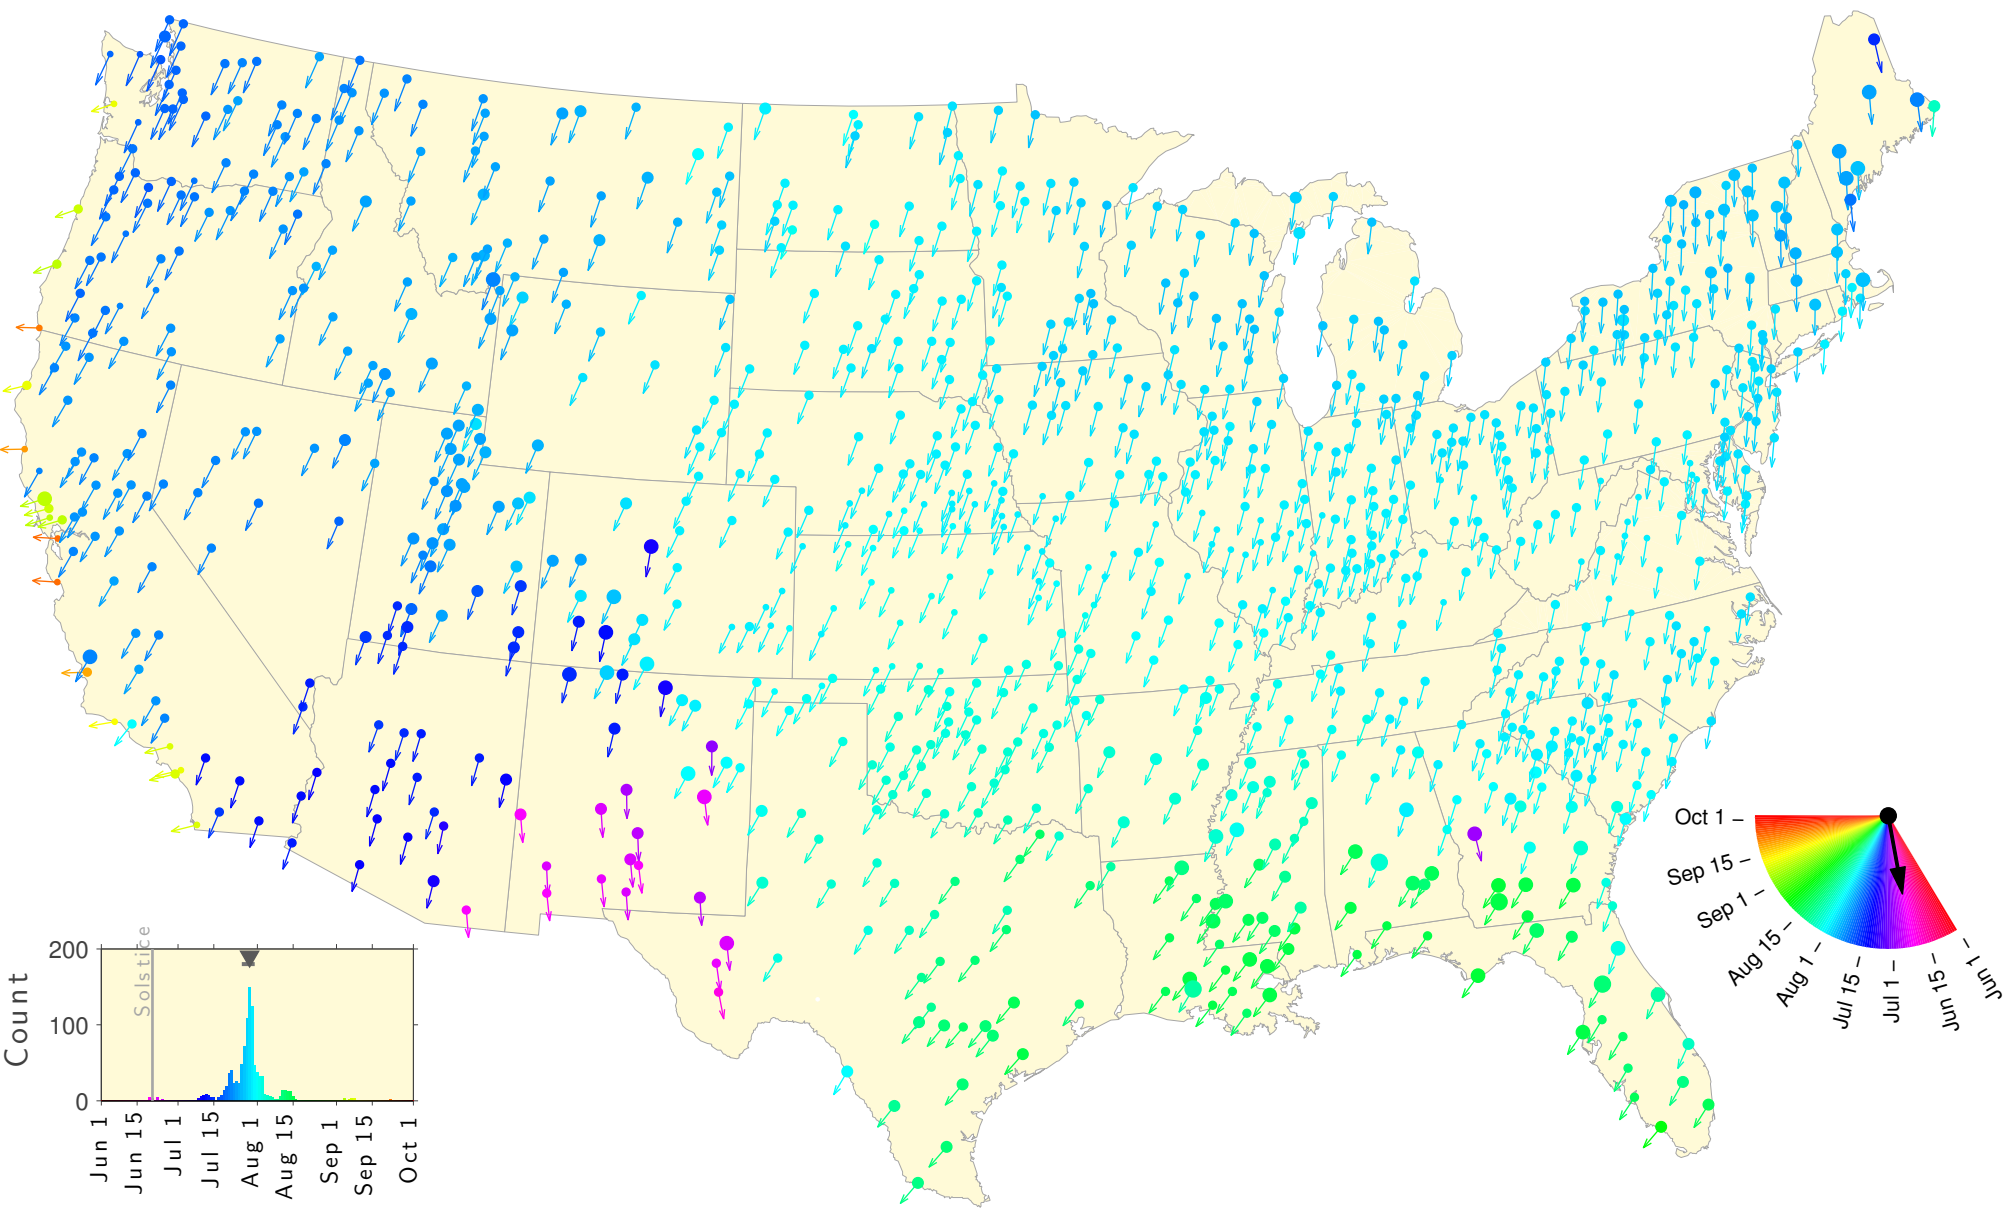 Oct 1 –
Sep 15 –
Sep 1 –
Aug 15 –
Aug 1 –
Jul 15 –
Jul 1 –
Jun 15 –
Jun 1 –
Count
200
100
0
Solstice
Jun 1
Jun 15
Jul 1
Jul 15
Aug 1
Aug 15
Sep 1
Sep 15
Oct 1